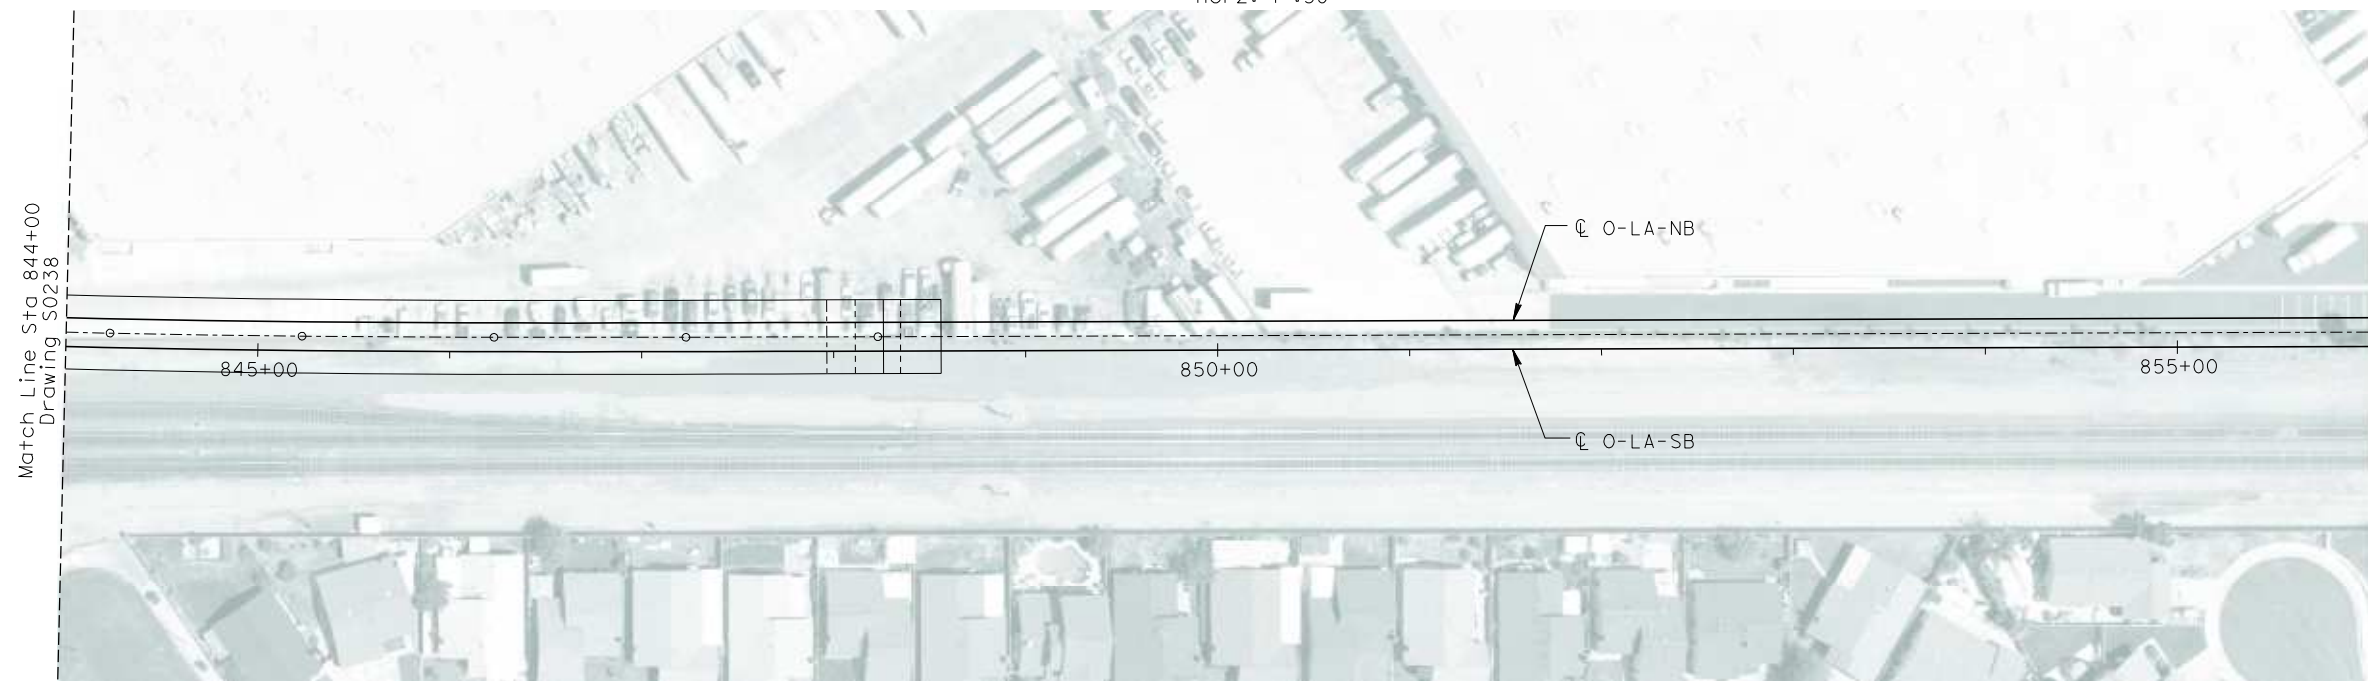 Match Line Sta 844+00
Drawing S0238
℄ O-LA-NB
845+00
850+00
855+00
℄ O-LA-SB